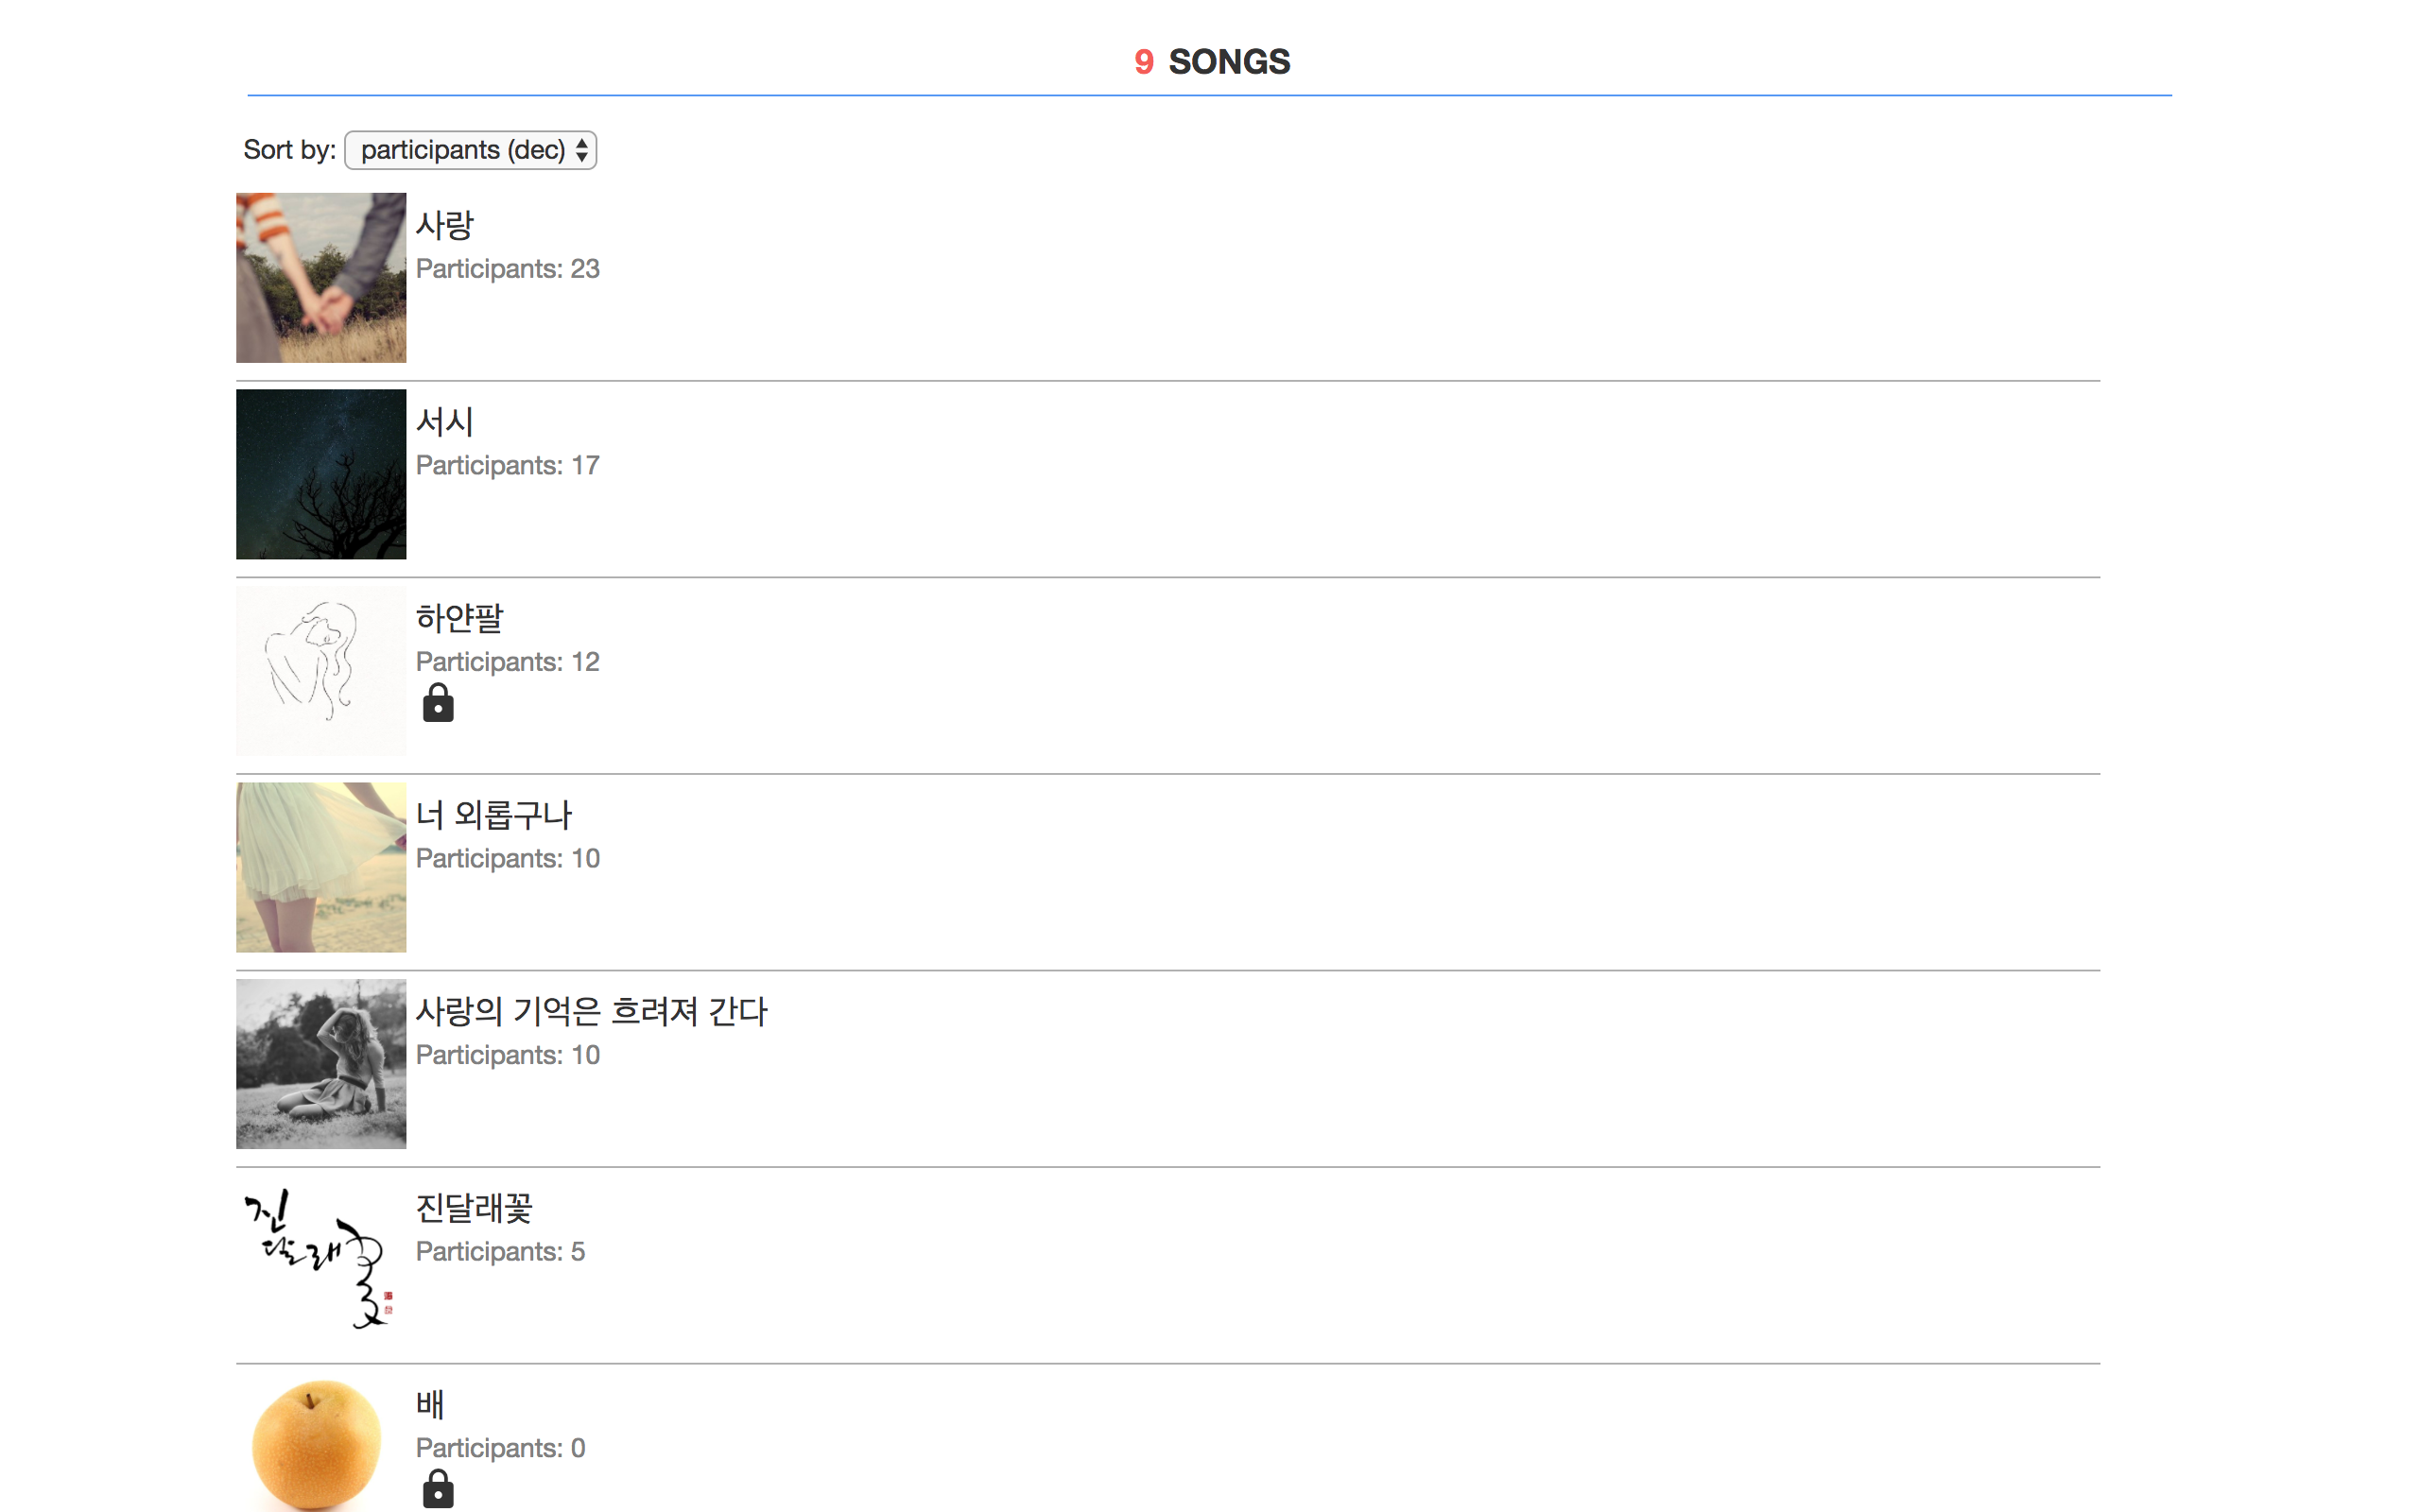 9 SONGS
Sort by: participants (dec)
사랑
Participants: 23
서시
Participants: 17
하얀팔
Participants: 12
너 외롭구나
Participants: 10
사랑의 기억은 흐려져 간다
Participants: 10
진
달래
꽃
진달래꽃
Participants: 5
배
Participants: 0